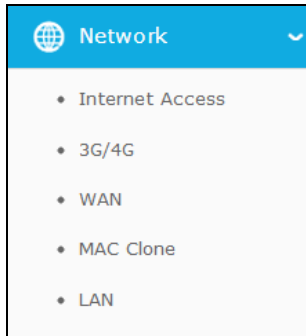 Network
Internet Access
3G/4G
WAN
MAC Clone
LAN